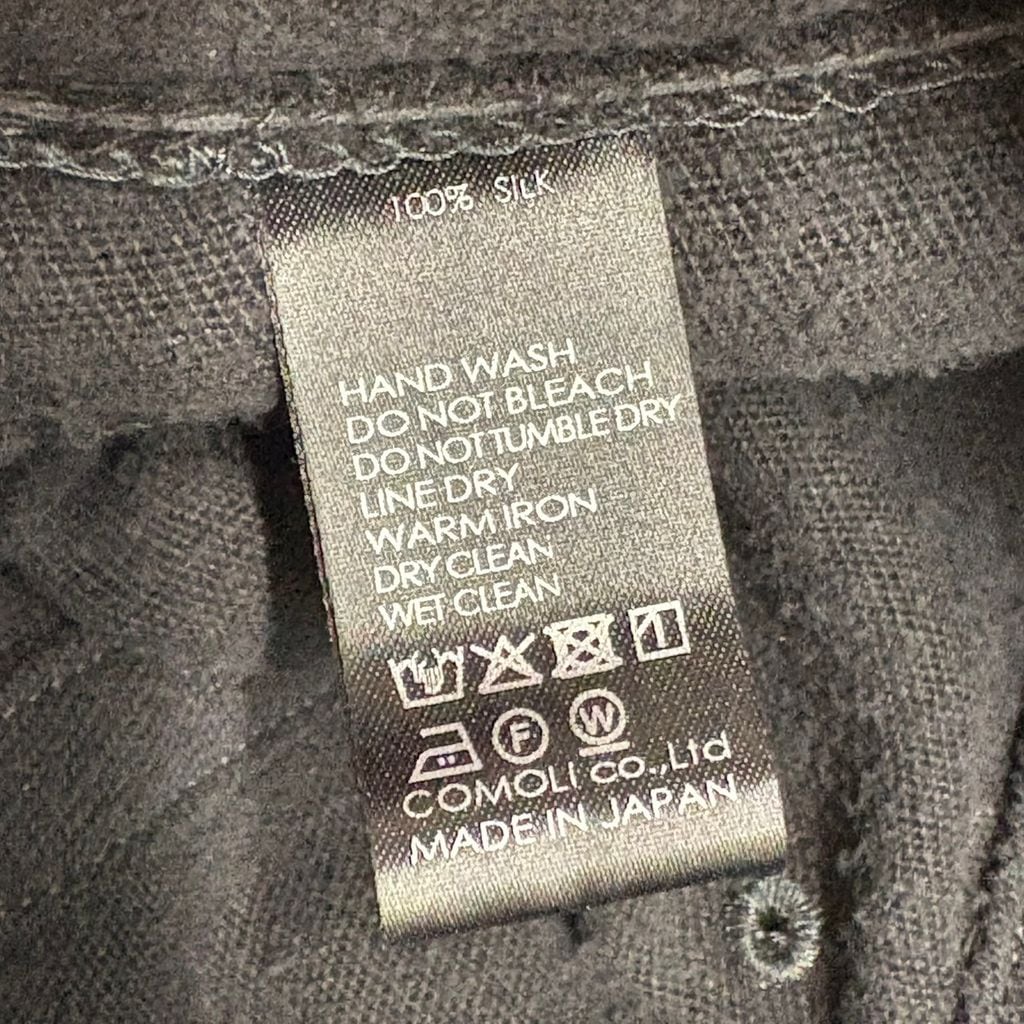 100% SILK
HAND WASH
DO NOT BLEACH
DO NOT TUMBLE DRY
LINE DRY
WARM IRON
DRY CLEAN
WET CLEAN
F W
COMOLI co.,Ltd
MADE IN JAPAN